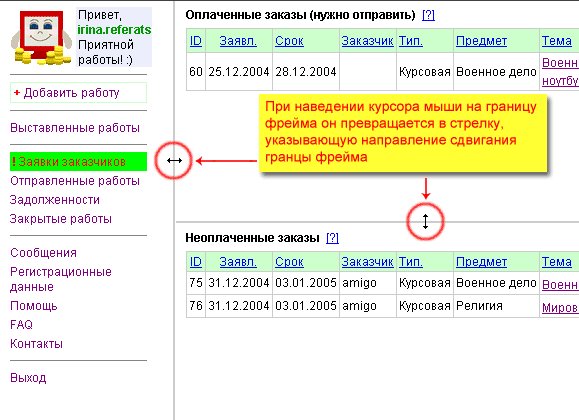 Привет,
irina.referats
Приятной
работы! :)
+ Добавить работу
Выставленные работы
! Заявки заказчиков
Отправленные работы
Задолженности
Закрытые работы
Сообщения
Регистрационные
данные
Помощь
FAQ
Контакты
Выход
Оплаченные заказы (нужно отправить) [?]
ID Заявл. Срок Заказчик Тип. Предмет Тема
60 25.12.2004 28.12.2004 Курсовая Военное дело Военн
ноутбу
При наведении курсора мыши на границу
фрейма он превращается в стрелку,
указывающую направление сдвигания
гранцы фрейма
Неоплаченные заказы [?]
ID Заявл. Срок Заказчик Тип. Предмет Тема
75 31.12.2004 03.01.2005 amigo Курсовая Военное дело Военн
76 31.12.2004 03.01.2005 amigo Курсовая Религия Миров